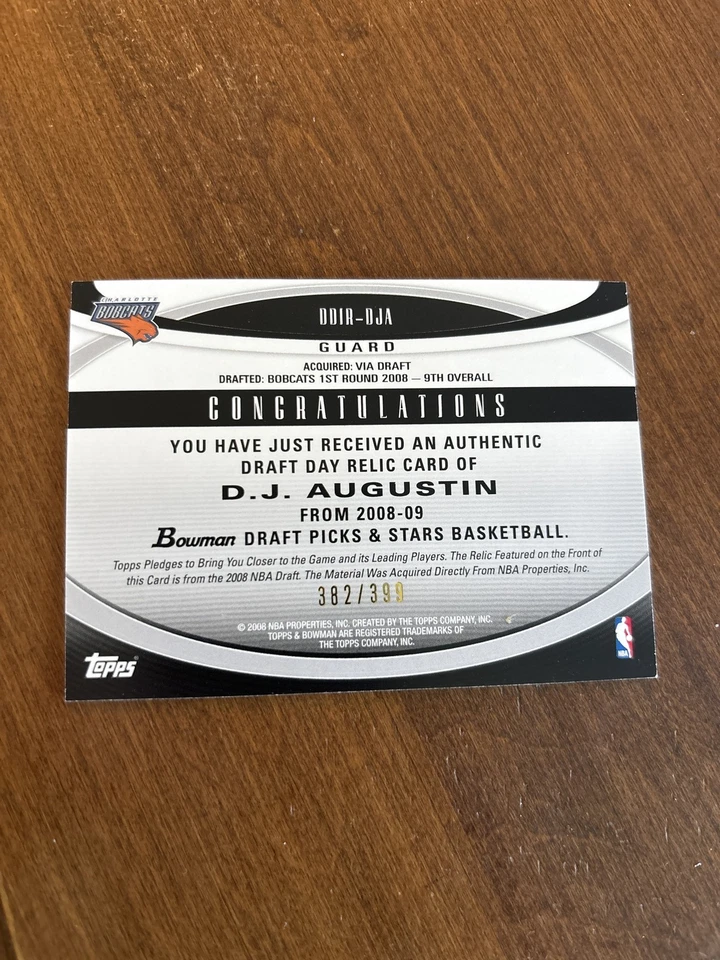 CHARLOTTE
BOBCATS
DDIR-DJA
GUARD
ACQUIRED: VIA DRAFT
DRAFTED: BOBCATS 1ST ROUND 2008 — 9TH OVERALL
CONGRATULATIONS
YOU HAVE JUST RECEIVED AN AUTHENTIC
DRAFT DAY RELIC CARD OF
D.J. AUGUSTIN
FROM 2008-09
Bowman DRAFT PICKS & STARS BASKETBALL.
Topps Pledges to Bring You Closer to the Game and its Leading Players. The Relic Featured on the Front of
this Card is from the 2008 NBA Draft. The Material Was Acquired Directly From NBA Properties, Inc.
382/399
© 2008 NBA PROPERTIES, INC. CREATED BY THE TOPPS COMPANY, INC.
TOPPS & BOWMAN ARE REGISTERED TRADEMARKS OF
THE TOPPS COMPANY, INC.
topps®
NBA